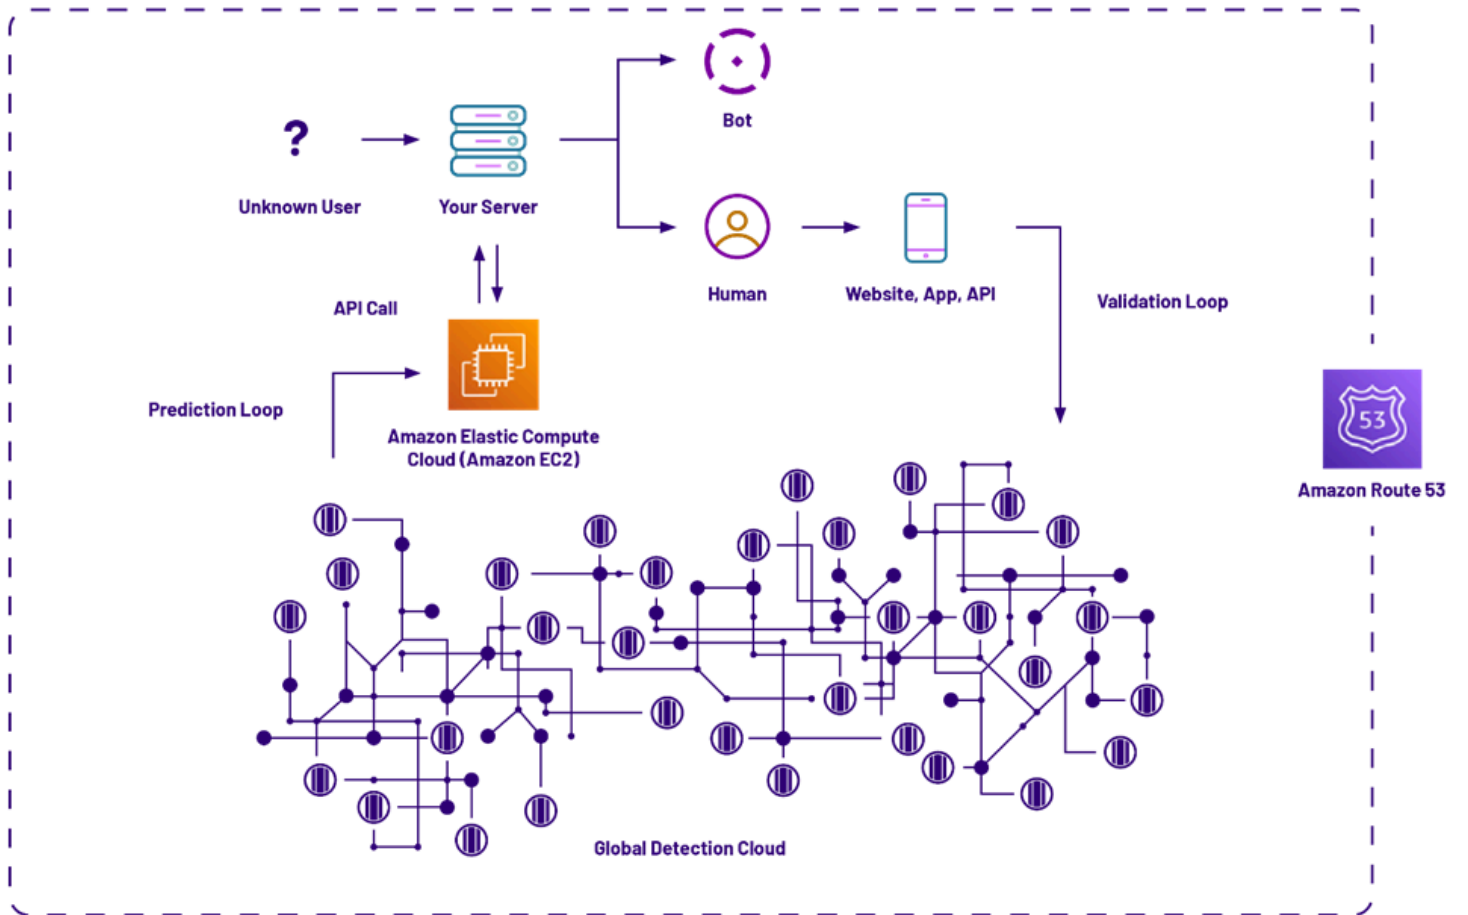 Bot
?
Unknown User
Your Server
Human
Website, App, API
API Call
Validation Loop
Prediction Loop
Amazon Elastic Compute
Cloud (Amazon EC2)
53
Amazon Route 53
Global Detection Cloud